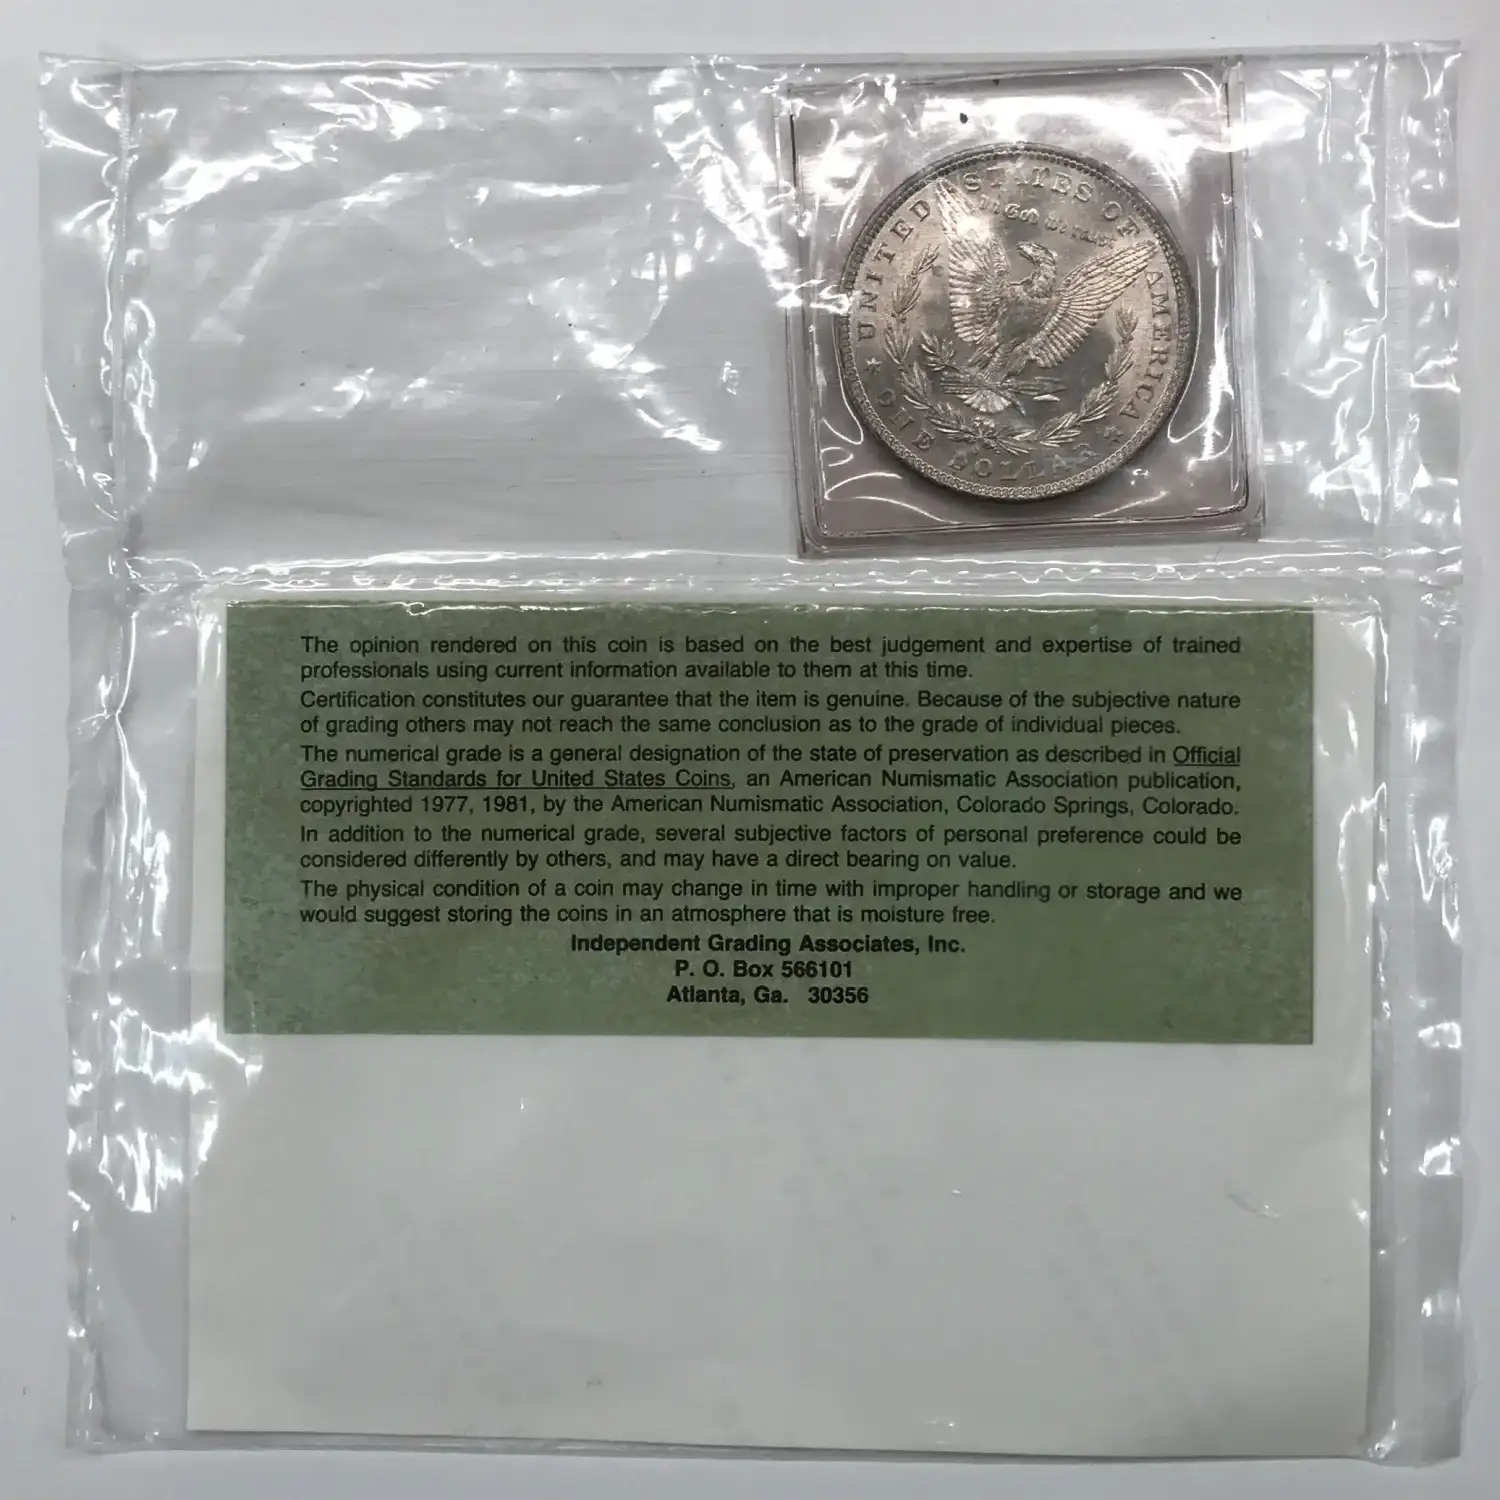 UNITED STATES OF AMERICA
In God We Trust
ONE DOLLAR
The opinion rendered on this coin is based on the best judgement and expertise of trained
professionals using current information available to them at this time.
Certification constitutes our guarantee that the item is genuine. Because of the subjective nature
of grading others may not reach the same conclusion as to the grade of individual pieces.
The numerical grade is a general designation of the state of preservation as described in Official
Grading Standards for United States Coins, an American Numismatic Association publication,
copyrighted 1977, 1981, by the American Numismatic Association, Colorado Springs, Colorado.
In addition to the numerical grade, several subjective factors of personal preference could be
considered differently by others, and may have a direct bearing on value.
The physical condition of a coin may change in time with improper handling or storage and we
would suggest storing the coins in an atmosphere that is moisture free.
Independent Grading Associates, Inc.
P. O. Box 566101
Atlanta, Ga. 30356